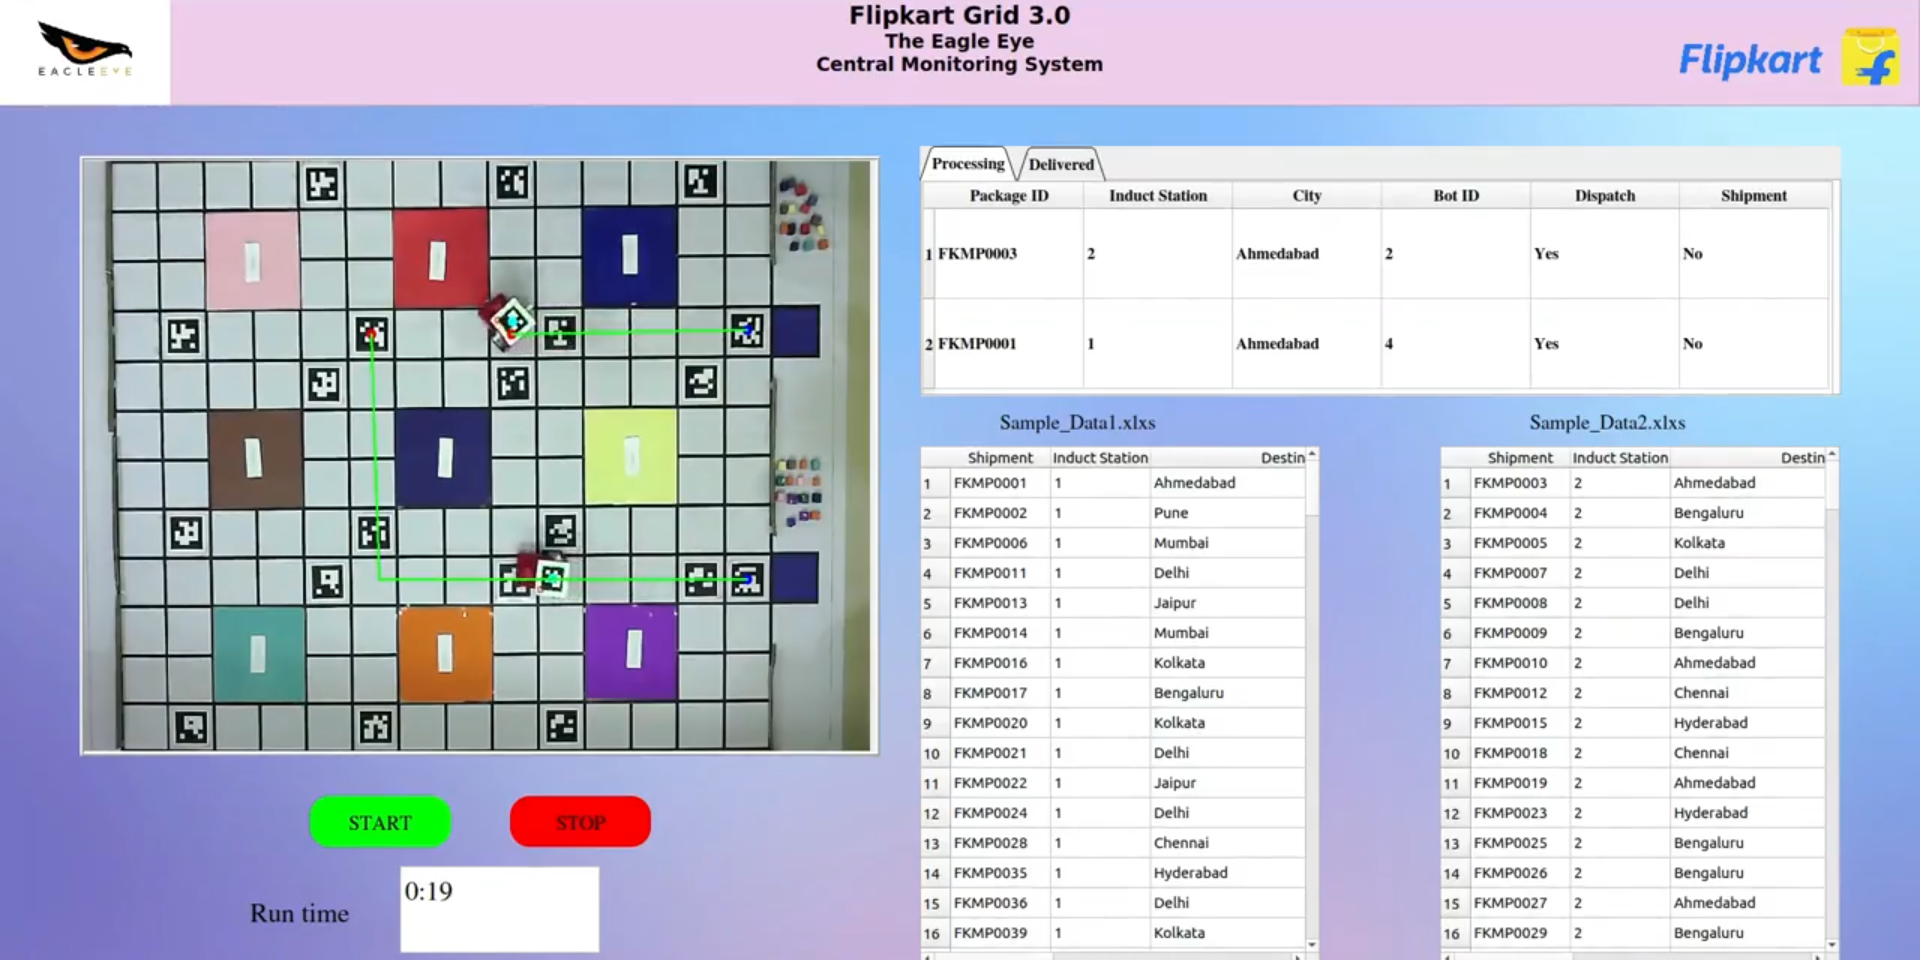 Flipkart Grid 3.0
The Eagle Eye
Central Monitoring System
EAGLEEYE
Flipkart
Processing Delivered
Package ID Induct Station City Bot ID Dispatch Shipment
1 FKMP0003 2 Ahmedabad 2 Yes No
2 FKMP0001 1 Ahmedabad 4 Yes No
Sample_Data1.xlxs
Shipment Induct Station Destin
1 FKMP0001 1 Ahmedabad
2 FKMP0002 1 Pune
3 FKMP0006 1 Mumbai
4 FKMP0011 1 Delhi
5 FKMP0013 1 Jaipur
6 FKMP0014 1 Mumbai
7 FKMP0016 1 Kolkata
8 FKMP0017 1 Bengaluru
9 FKMP0020 1 Kolkata
10 FKMP0021 1 Delhi
11 FKMP0022 1 Jaipur
12 FKMP0024 1 Delhi
13 FKMP0028 1 Chennai
14 FKMP0035 1 Hyderabad
15 FKMP0036 1 Delhi
16 FKMP0039 1 Kolkata
Sample_Data2.xlxs
Shipment Induct Station Destin
1 FKMP0003 2 Ahmedabad
2 FKMP0004 2 Bengaluru
3 FKMP0005 2 Kolkata
4 FKMP0007 2 Delhi
5 FKMP0008 2 Delhi
6 FKMP0009 2 Bengaluru
7 FKMP0010 2 Ahmedabad
8 FKMP0012 2 Chennai
9 FKMP0015 2 Hyderabad
10 FKMP0018 2 Chennai
11 FKMP0019 2 Ahmedabad
12 FKMP0023 2 Hyderabad
13 FKMP0025 2 Bengaluru
14 FKMP0026 2 Bengaluru
15 FKMP0027 2 Ahmedabad
16 FKMP0029 2 Bengaluru
START STOP
Run time 0:19